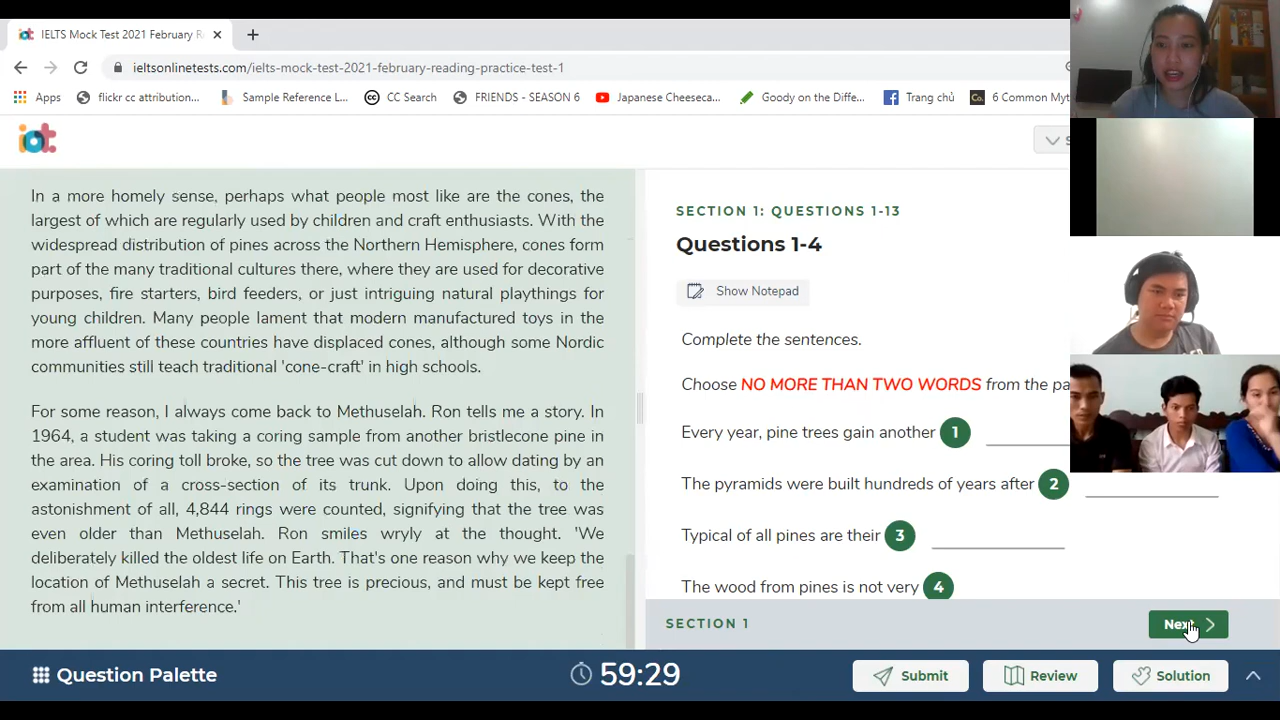 IELTS Mock Test 2021 February R
ieltsonlinetests.com/ielts-mock-test-2021-february-reading-practice-test-1
Apps
flickr cc attribution...
Sample Reference L...
CC Search
FRIENDS - SEASON 6
Japanese Cheeseca...
Goody on the Diffe...
Trang chủ
6 Common Myt
iot
In a more homely sense, perhaps what people most like are the cones, the
largest of which are regularly used by children and craft enthusiasts. With the
widespread distribution of pines across the Northern Hemisphere, cones form
part of the many traditional cultures there, where they are used for decorative
purposes, fire starters, bird feeders, or just intriguing natural playthings for
young children. Many people lament that modern manufactured toys in the
more affluent of these countries have displaced cones, although some Nordic
communities still teach traditional 'cone-craft' in high schools.
For some reason, I always come back to Methuselah. Ron tells me a story. In
1964, a student was taking a coring sample from another bristlecone pine in
the area. His coring toll broke, so the tree was cut down to allow dating by an
examination of a cross-section of its trunk. Upon doing this, to the
astonishment of all, 4,844 rings were counted, signifying that the tree was
even older than Methuselah. Ron smiles wryly at the thought. 'We
deliberately killed the oldest life on Earth. That's one reason why we keep the
location of Methuselah a secret. This tree is precious, and must be kept free
from all human interference.'
SECTION 1: QUESTIONS 1-13
Questions 1-4
Show Notepad
Complete the sentences.
Choose NO MORE THAN TWO WORDS from the pa
Every year, pine trees gain another 1
The pyramids were built hundreds of years after 2
Typical of all pines are their 3
The wood from pines is not very 4
SECTION 1
Next
Question Palette
59:29
Submit
Review
Solution